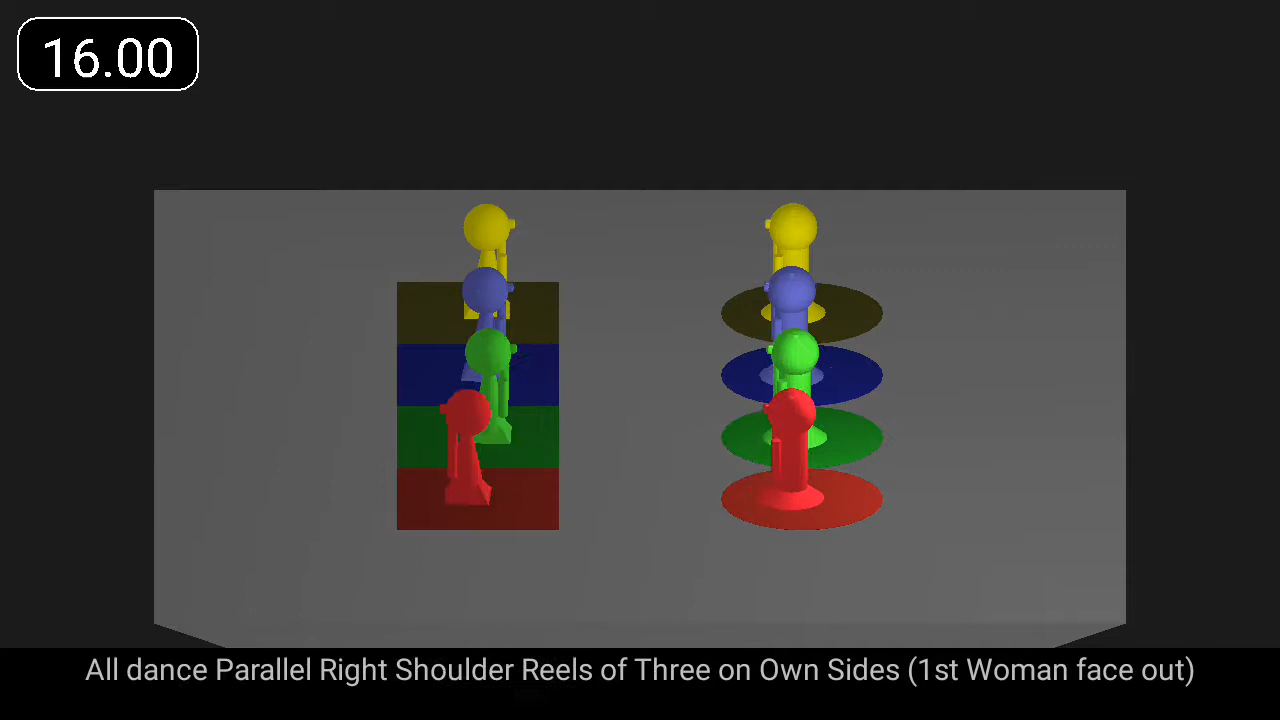 16.00
All dance Parallel Right Shoulder Reels of Three on Own Sides (1st Woman face out)